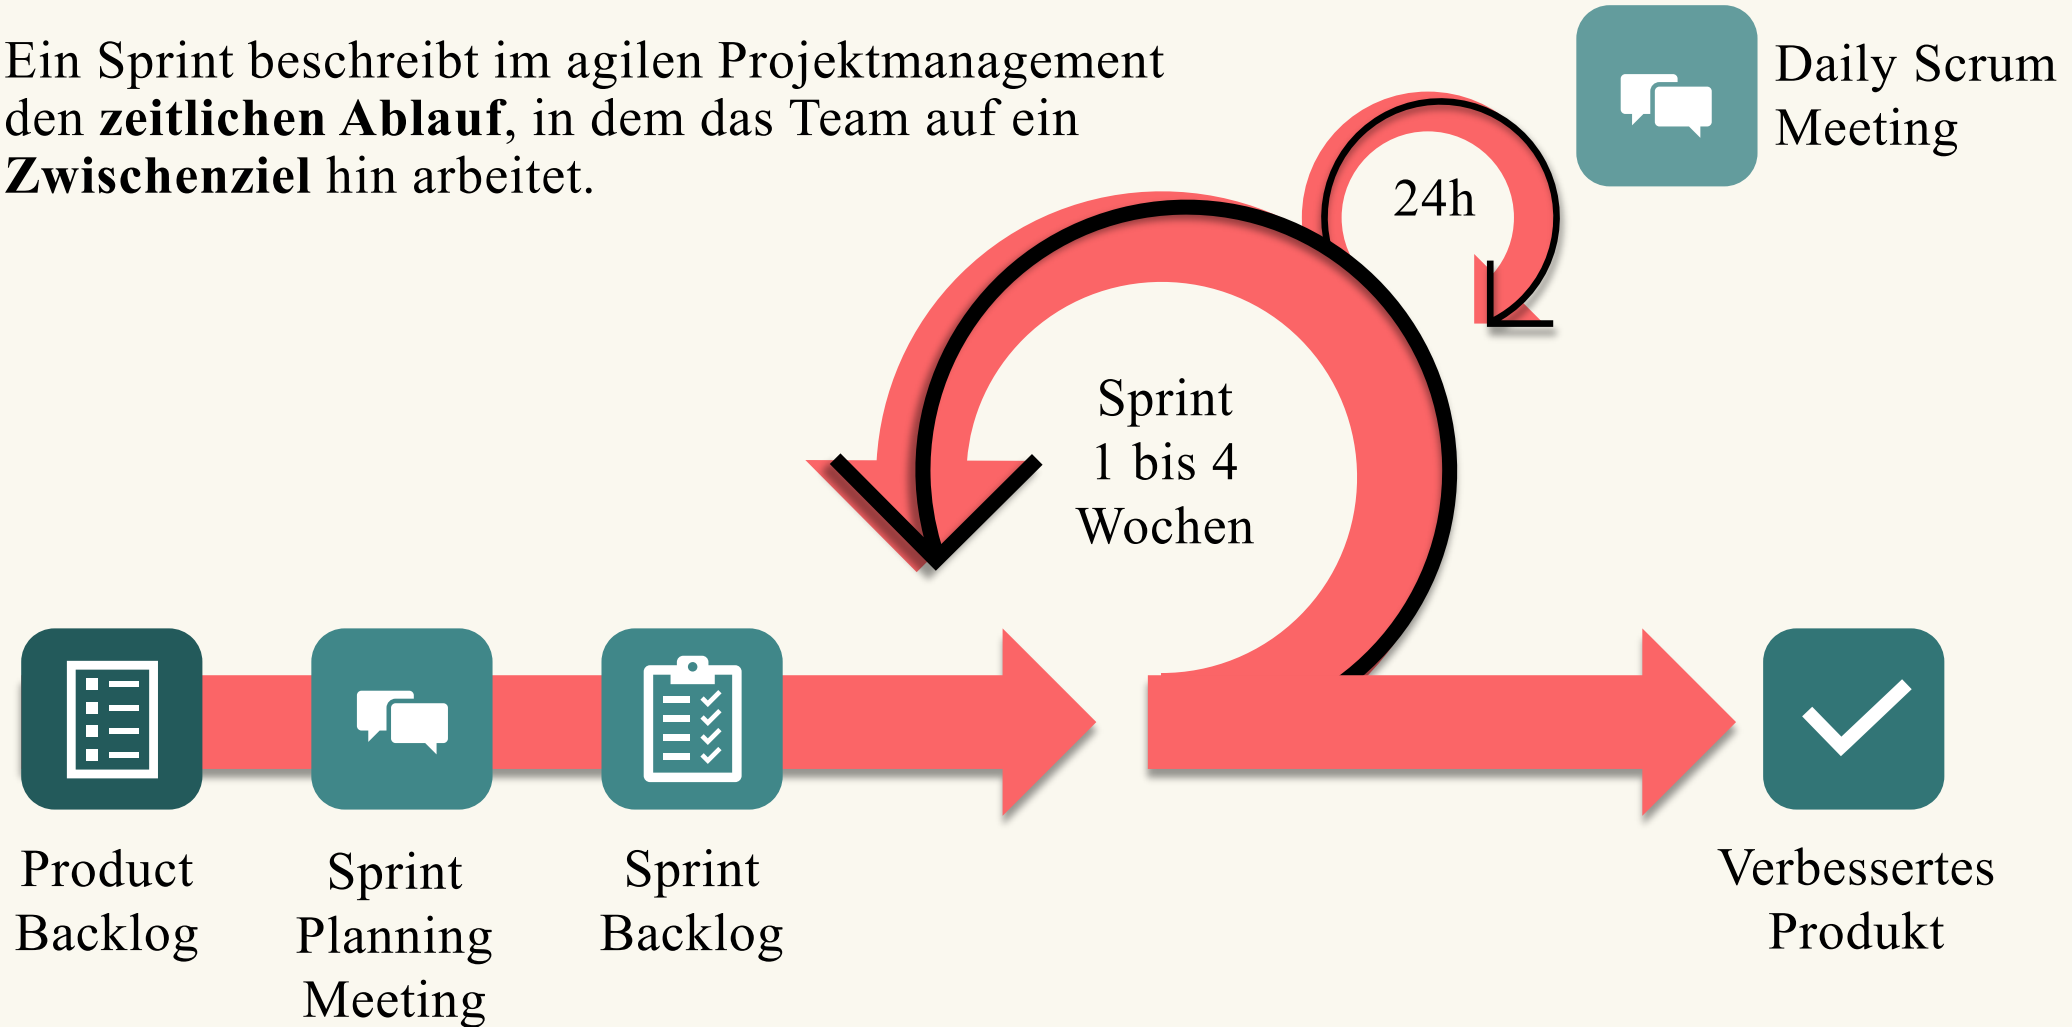 Ein Sprint beschreibt im agilen Projektmanagement
den zeitlichen Ablauf, in dem das Team auf ein
Zwischenziel hin arbeitet.
Daily Scrum
Meeting
24h
Sprint
1 bis 4
Wochen
Product
Backlog
Sprint
Planning
Meeting
Sprint
Backlog
Verbessertes
Produkt